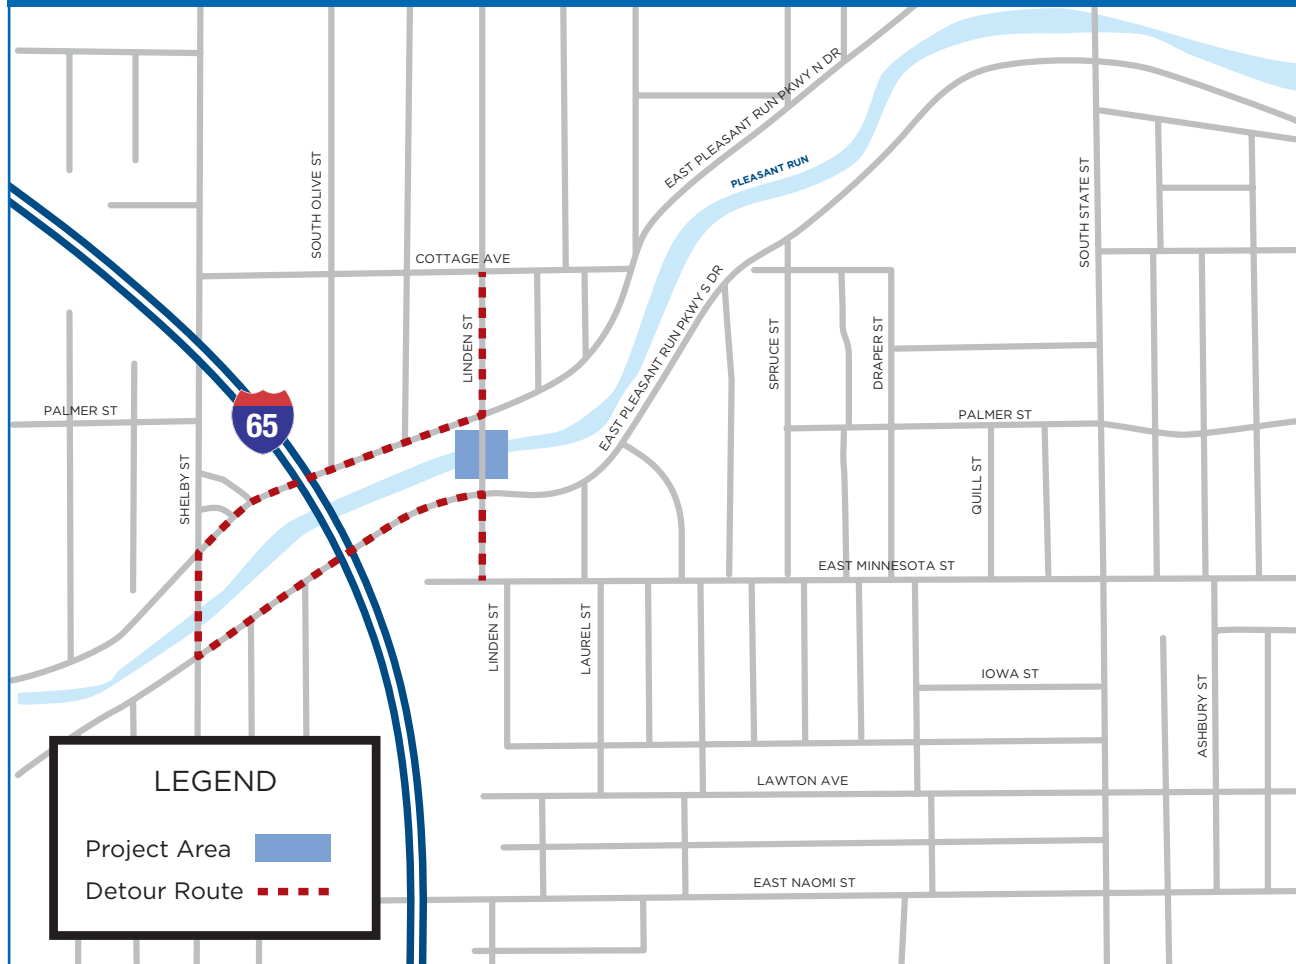 EAST PLEASANT RUN PKWY N DR
PLEASANT RUN
SOUTH OLIVE ST
SOUTH STATE ST
COTTAGE AVE
LINDEN ST
EAST PLEASANT RUN PKWY S DR
SPRUCE ST
DRAPER ST
PALMER ST
65
PALMER ST
SHELBY ST
QUILL ST
EAST MINNESOTA ST
LINDEN ST
LAUREL ST
IOWA ST
ASHBURY ST
LAWTON AVE
EAST NAOMI ST
LEGEND
Project Area
Detour Route